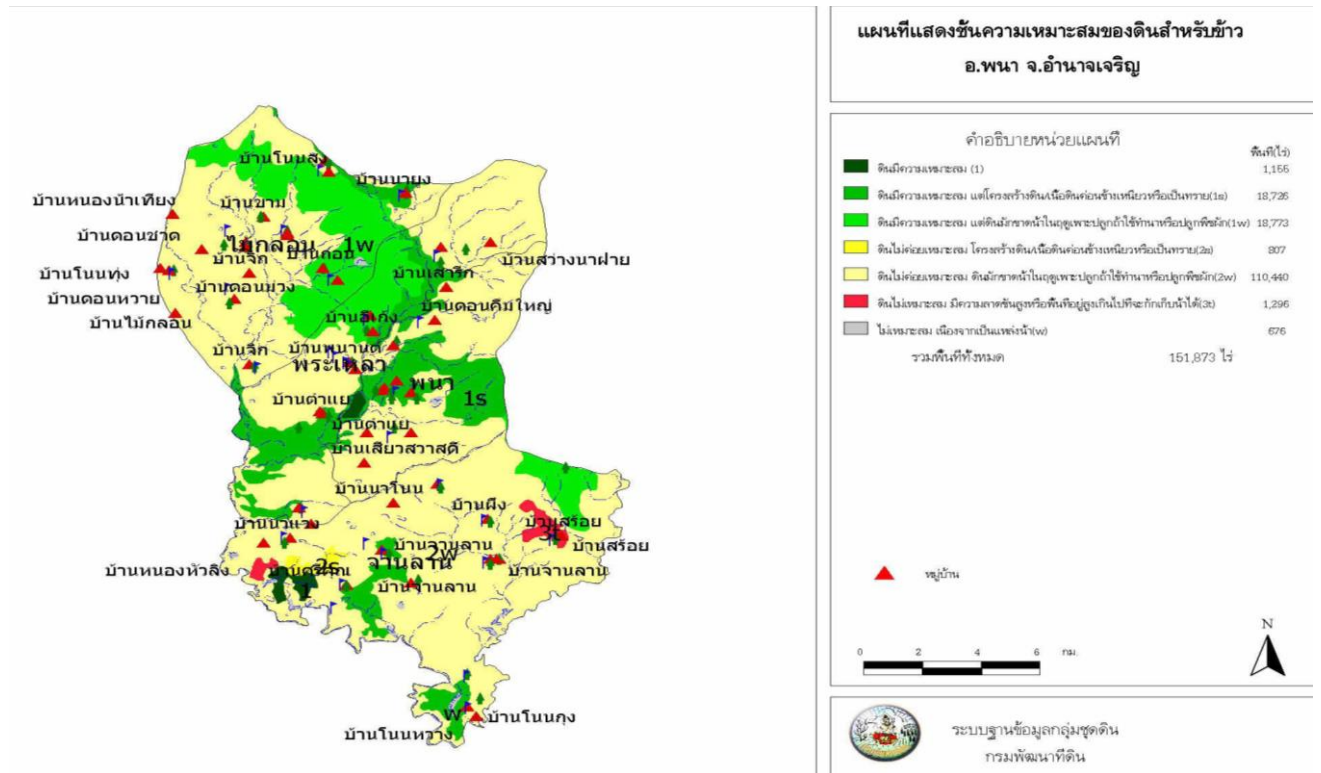 แผนที่แสดงชั้นความเหมาะสมของดินสำหรับข้าว
อ.พนา จ.อำนาจเจริญ
คำอธิบายหน่วยแผนที่
พื้นที่(ไร่)
ดินมีความเหมาะสม (1) 1,155
ดินมีความเหมาะสม แต่โครงสร้างดิน/เนื้อดินค่อนข้างเหนียวหรือเป็นทราย(1s) 18,726
ดินมีความเหมาะสม แต่ดินมักขาดน้ำในฤดูเพาะปลูกถ้าใช้ทำนาหรือปลูกพืชผัก(1w) 18,773
ดินไม่ค่อยเหมาะสม โครงสร้างดิน/เนื้อดินค่อนข้างเหนียวหรือเป็นทราย(2s) 807
ดินไม่ค่อยเหมาะสม ดินมักขาดน้ำในฤดูเพาะปลูกถ้าใช้ทำนาหรือปลูกพืชผัก(2w) 110,440
ดินไม่เหมาะสม มีความลาดชันสูงหรือพื้นที่อยู่สูงเกินไปที่จะกักเก็บน้ำได้(3t) 1,296
ไม่เหมาะสม เนื่องจากเป็นแหล่งน้ำ(w) 676
รวมพื้นที่ทั้งหมด 151,873 ไร่
หมู่บ้าน
N
0 2 4 6 กม.
ระบบฐานข้อมูลกลุ่มชุดดิน
กรมพัฒนาที่ดิน
บ้านโนนสูง
บ้านนายูง
บ้านหนองน้ำเที่ยง
บ้านขาม
บ้านดอนชาด
ไม้กลอน
1w
บ้านจิก
บ้านก่อน
บ้านสว่างนาฝาย
บ้านโนนทุ่ง
บ้านเสาริก
บ้านดอนม่วง
บ้านดอนหวาย
บ้านดอนคึมใหญ่
บ้านไม้กลอน
บ้านอีเก้ง
บ้านจิก
บ้านพนานต์
พระเหลา
พนา
1s
บ้านตำแย
บ้านตำแย
บ้านเสียวสวาสดิ์
บ้านนาโนน
บ้านผึ้ง
บ้านสร้อย
3t
บ้านสร้อย
บ้านจานลาน
2w
2s
จานลาน
บ้านจานลาน
บ้านหนองหัวลิง
บ้านจานลาน
1
w
บ้านโนนกุง
บ้านโนนหวาง